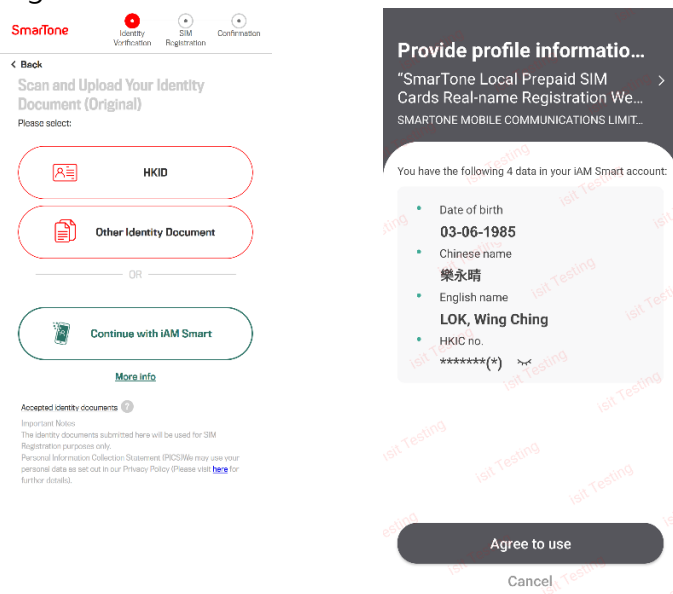 SmarTone
Identity
Verification
SIM
Registration
Confirmation
< Back
Scan and Upload Your Identity
Document (Original)
Please select:
HKID
Other Identity Document
OR
Continue with iAM Smart
More info
Accepted identity documents ?
Important Notes
The identity documents submitted here will be used for SIM
Registration purposes only.
Personal Information Collection Statement (PICS)We may use your
personal data as set out in our Privacy Policy (Please visit here for
further details).
Provide profile informatio...
“SmarTone Local Prepaid SIM
Cards Real-name Registration We...
SMARTONE MOBILE COMMUNICATIONS LIMIT...
You have the following 4 data in your iAM Smart account:
Date of birth
03-06-1985
Chinese name
樂永晴
English name
LOK, Wing Ching
HKIC no.
*******(*)
Agree to use
Cancel
isit Testing